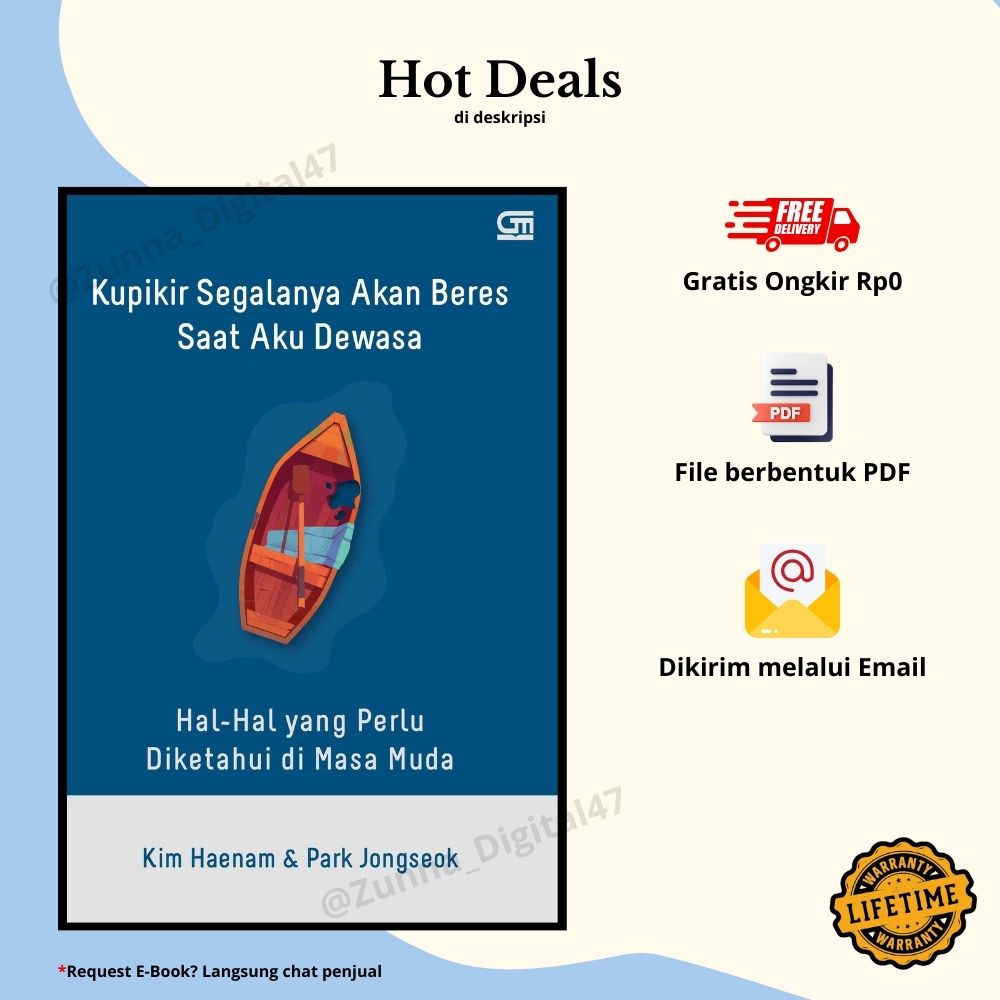 Hot Deals
di deskripsi
@Zunna_Digital47
GM
Kupikir Segalanya Akan Beres
Saat Aku Dewasa
Hal-Hal yang Perlu
Diketahui di Masa Muda
Kim Haenam & Park Jongseok
@Zunna_Digital47
FREE
DELIVERY
Gratis Ongkir Rp0
PDF
File berbentuk PDF
@
Dikirim melalui Email
WARRANTY
LIFETIME
WARRANTY
*Request E-Book? Langsung chat penjual